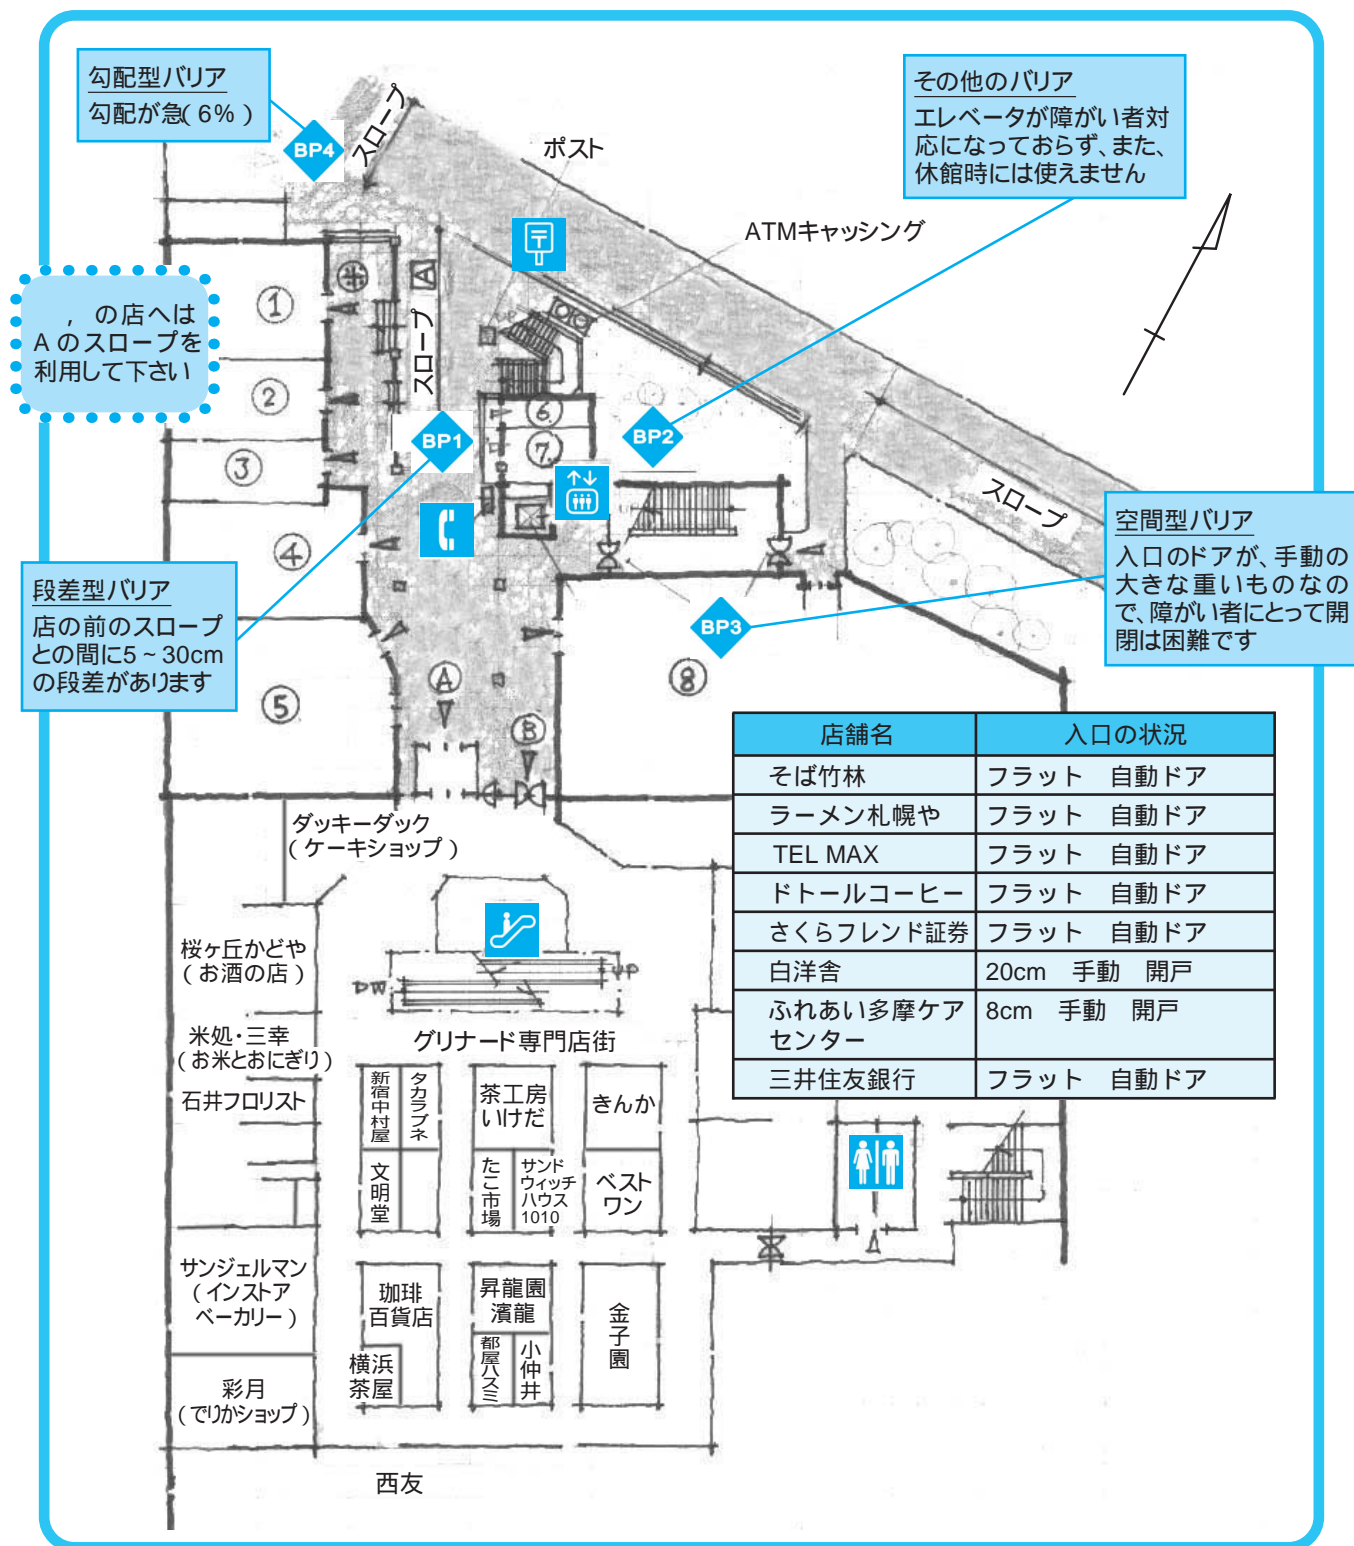 勾配型バリア
勾配が急(6%)
BP4
スロープ
ポスト
その他のバリア
エレベータが障がい者対
応になっておらず、また、
休館時には使えません
ATMキャッシング
, の店へは
Aのスロープを
利用して下さい
①
②
③
④
⑤
A
スロープ
UP
⑥
⑦
BP1
BP2
スロープ
段差型バリア
店の前のスロープ
との間に5~30cm
の段差があります
空間型バリア
入口のドアが、手動の
大きな重いものなの
で、障がい者にとって開
閉は困難です
BP3
⑧
Ⓐ
Ⓑ
店舗名 入口の状況
そば竹林 フラット 自動ドア
ラーメン札幌や フラット 自動ドア
TEL MAX フラット 自動ドア
ドトールコーヒー フラット 自動ドア
さくらフレンド証券 フラット 自動ドア
白洋舎 20cm 手動 開戸
ふれあい多摩ケア 8cm 手動 開戸
センター
三井住友銀行 フラット 自動ドア
ダッキーダック
(ケーキショップ)
桜ヶ丘かどや
(お酒の店)
UP
DW
米処・三幸
(お米とおにぎり)
グリナード専門店街
石井フロリスト
新宿中村屋
タカラブネ
茶工房
いけだ
きんか
文明堂
たこ市場
サンド
ウィッチ
ハウス
1010
ベスト
ワン
サンジェルマン
(インストア
ベーカリー)
珈琲
百貨店
昇龍園
濱龍
金子園
横浜
茶屋
都屋ハスミ
小仲井
彩月
(でりかショップ)
西友